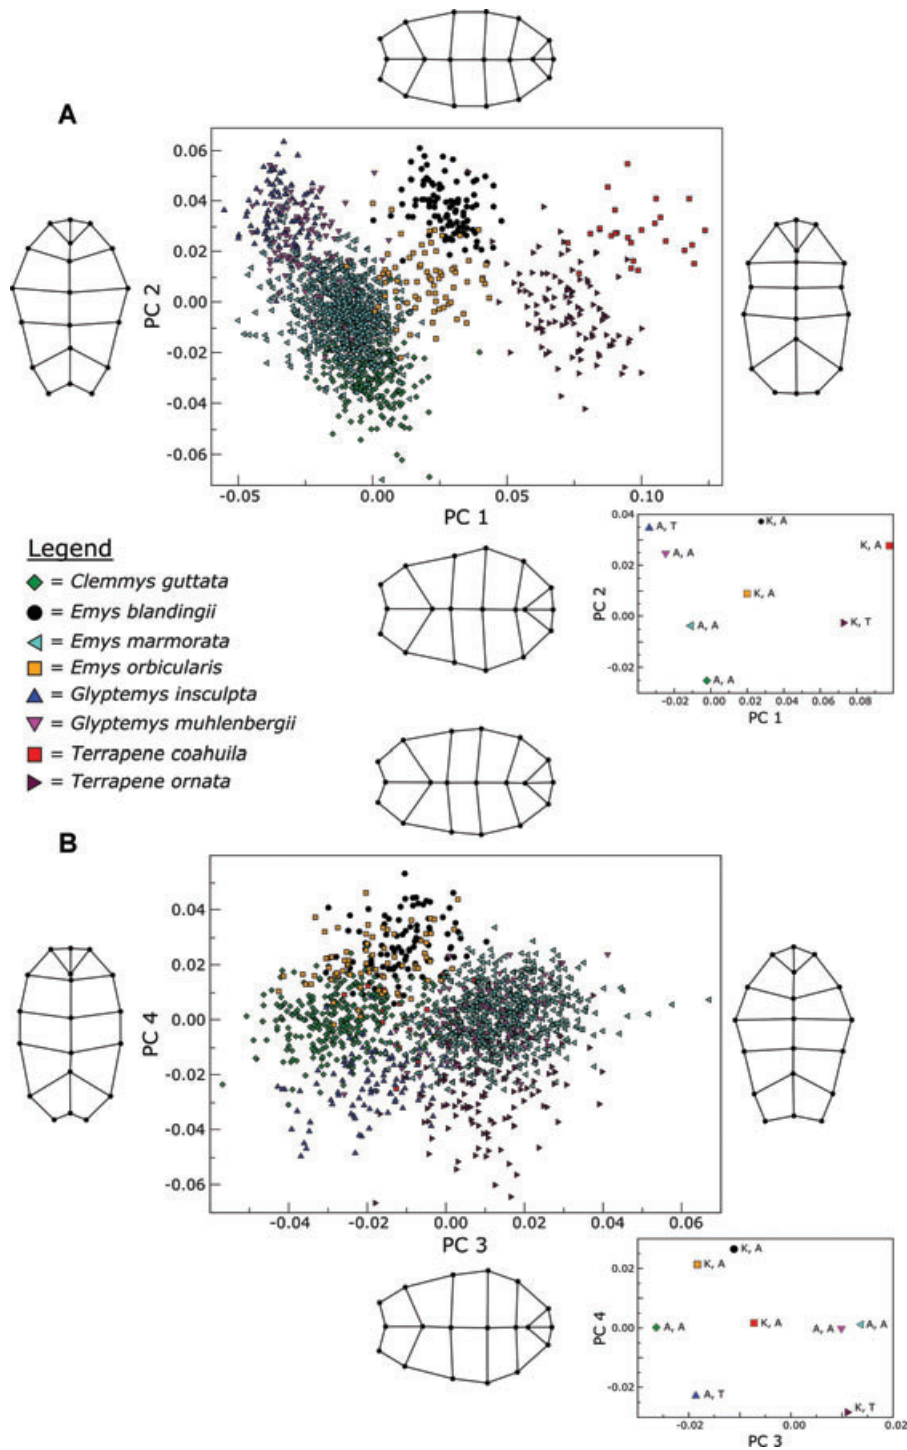 A
PC 2
0.06
0.04
0.02
0.00
-0.02
-0.04
-0.06
-0.05
0.00
0.05
0.10
PC 1
Legend
= Clemmys guttata
= Emys blandingii
= Emys marmorata
= Emys orbicularis
= Glyptemys insculpta
= Glyptemys muhlenbergii
= Terrapene coahuila
= Terrapene ornata
PC 2
0.04
0.02
0.00
-0.02
A, T
K, A
A, A
K, A
K, A
A, A
K, T
A, A
-0.02
0.00
0.02
0.04
0.06
0.08
PC 1
B
PC 4
0.04
0.02
0.00
-0.02
-0.04
-0.06
-0.04
-0.02
0.00
0.02
0.04
0.06
PC 3
PC 4
0.02
0.00
-0.02
K, A
K, A
A, A
K, A
A, A
A, A
A, T
K, T
-0.02
0.00
0.02
PC 3